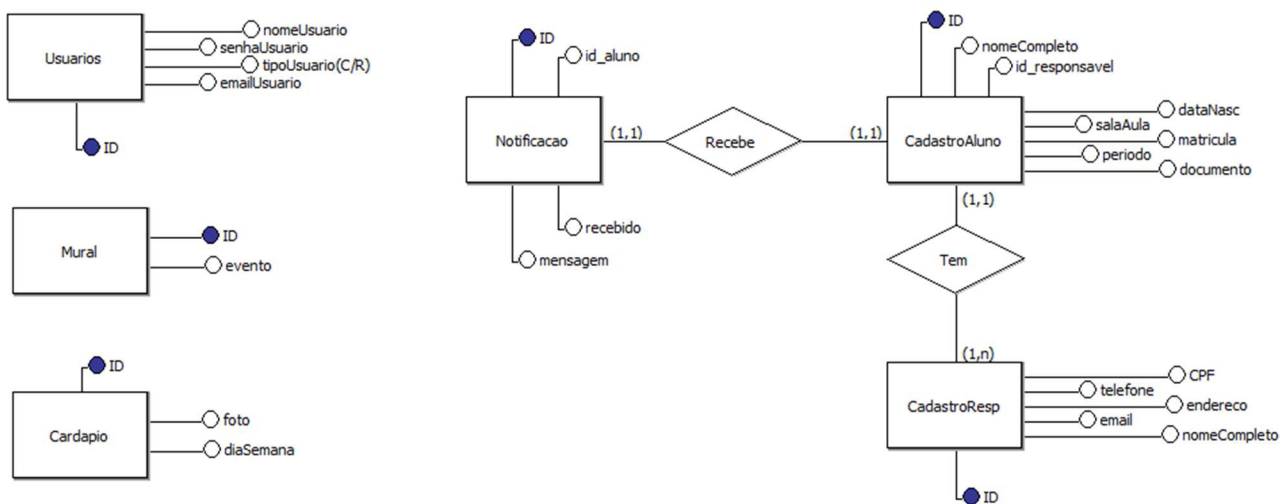 Usuarios
nomeUsuario
senhaUsuario
tipoUsuario(C/R)
emailUsuario
ID
Mural
ID
evento
ID
Cardapio
foto
diaSemana
ID
id_aluno
Notificacao
(1,1)
recebido
mensagem
Recebe
(1,1)
ID
nomeCompleto
id_responsavel
CadastroAluno
dataNasc
salaAula
matricula
periodo
documento
(1,1)
Tem
(1,n)
CadastroResp
CPF
telefone
endereco
email
nomeCompleto
ID